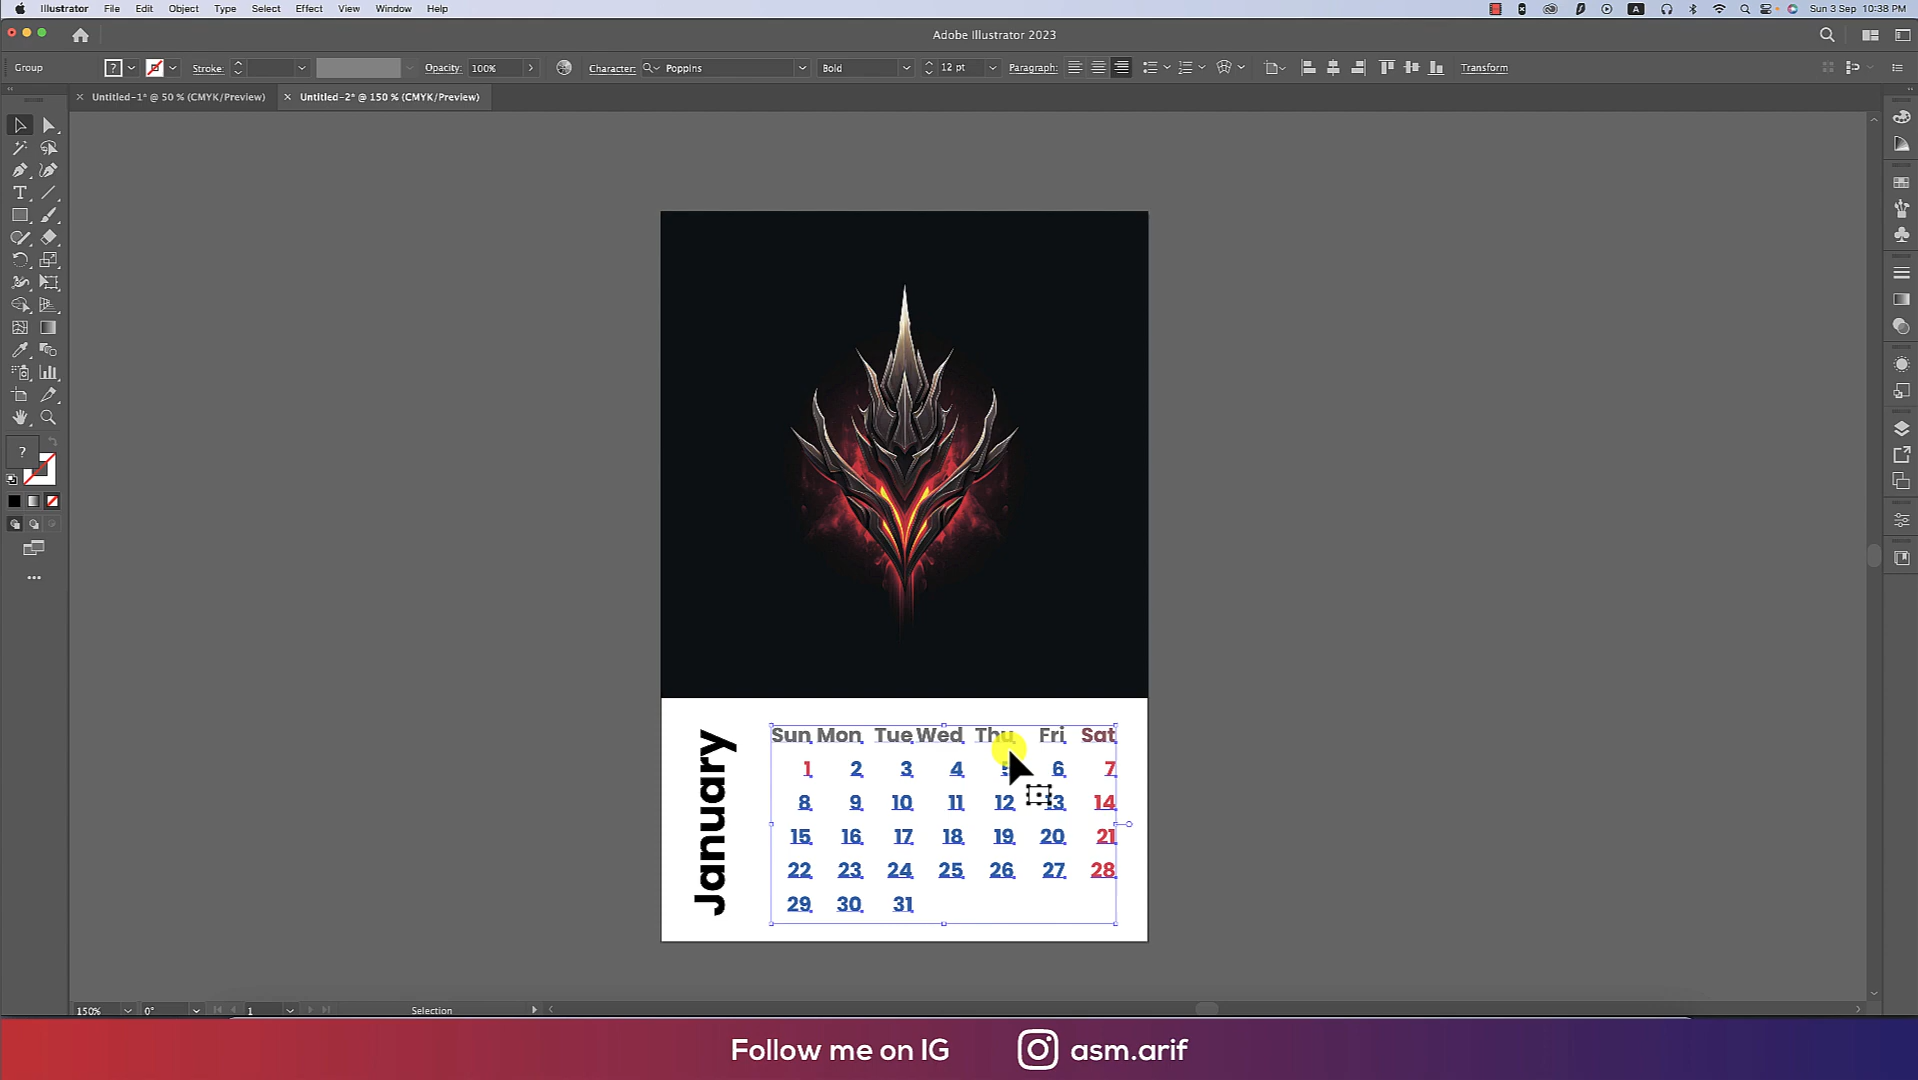 Illustrator File Edit Object Type Select Effect View Window Help
A Sun 3 Sep 10:38 PM
Adobe Illustrator 2023
Group ? Stroke: Opacity: 100% Character: Poppins Bold 12 pt Paragraph: Transform
Untitled-1* @ 50 % (CMYK/Preview) Untitled-2* @ 150 % (CMYK/Preview)
?
January
Sun Mon Tue Wed Thu Fri Sat
1 2 3 4 5 6 7
8 9 10 11 12 13 14
15 16 17 18 19 20 21
22 23 24 25 26 27 28
29 30 31
150% 0° 1 Selection
Follow me on IG asm.arif